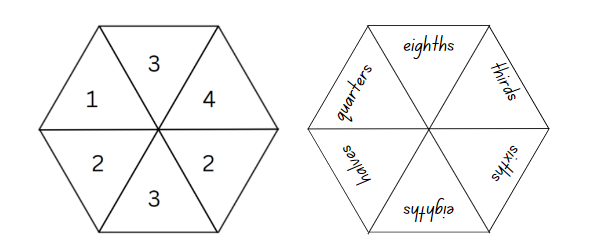 3
1
4
2
2
3
eighths
quarters
thirds
halves
sixths
eighths